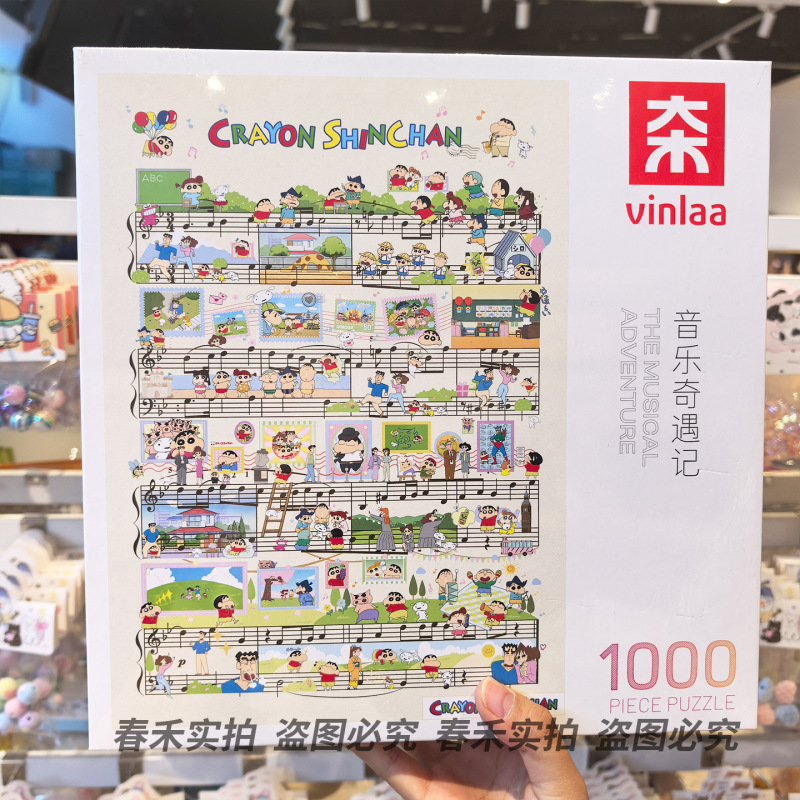 CRAYON SHINCHAN
ABC
vinlaa
音乐奇遇记
THE MUSICAL
ADVENTURE
1000
PIECE PUZZLE
CRAYON SHINCHAN
春禾实拍 盗图必究 春禾实拍 盗图必究